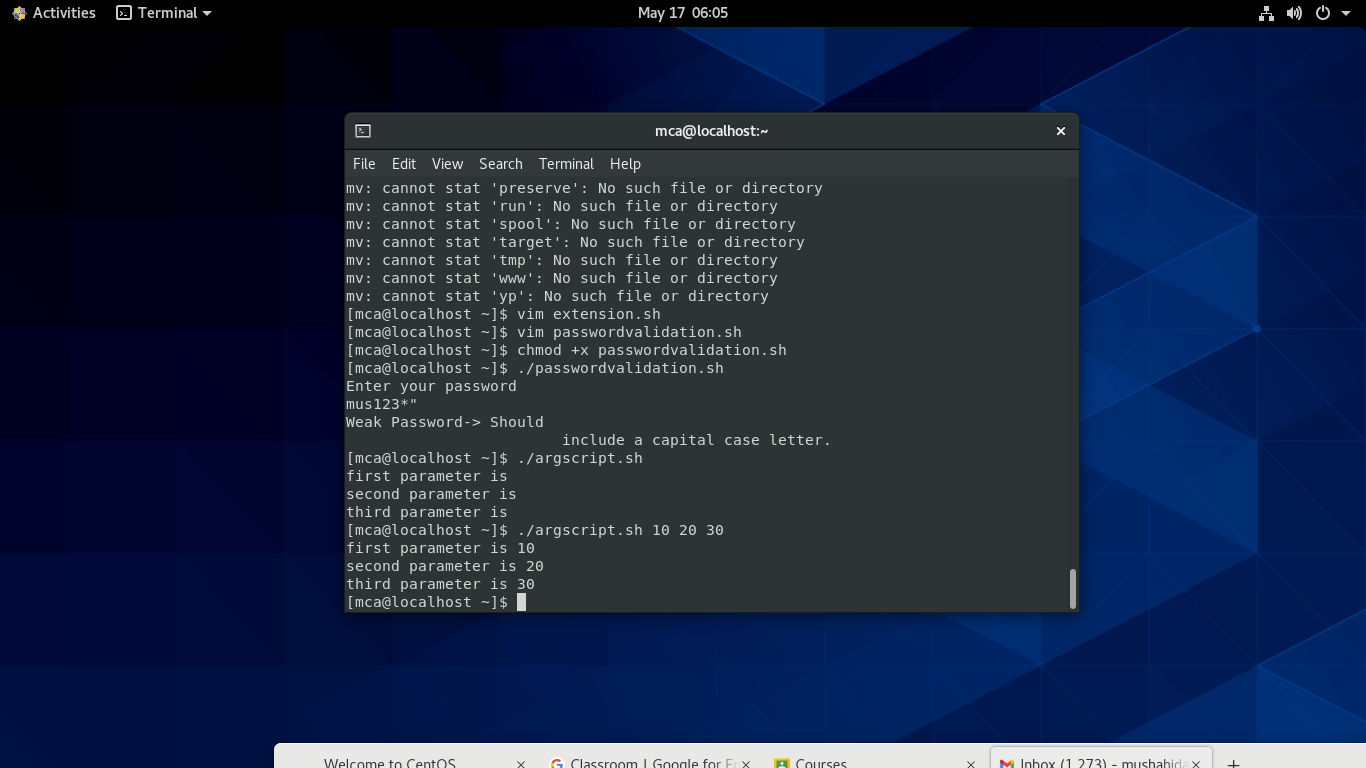 Activities Terminal May 17 06:05
mca@localhost:~
File Edit View Search Terminal Help
mv: cannot stat 'preserve': No such file or directory
mv: cannot stat 'run': No such file or directory
mv: cannot stat 'spool': No such file or directory
mv: cannot stat 'target': No such file or directory
mv: cannot stat 'tmp': No such file or directory
mv: cannot stat 'www': No such file or directory
mv: cannot stat 'yp': No such file or directory
[mca@localhost ~]$ vim extension.sh
[mca@localhost ~]$ vim passwordvalidation.sh
[mca@localhost ~]$ chmod +x passwordvalidation.sh
[mca@localhost ~]$ ./passwordvalidation.sh
Enter your password
mus123*"
Weak Password-> Should
include a capital case letter.
[mca@localhost ~]$ ./argscript.sh
first parameter is
second parameter is
third parameter is
[mca@localhost ~]$ ./argscript.sh 10 20 30
first parameter is 10
second parameter is 20
third parameter is 30
[mca@localhost ~]$
Welcome to CentOS Classroom | Google for Courses Inbox (1,273) - mushahida